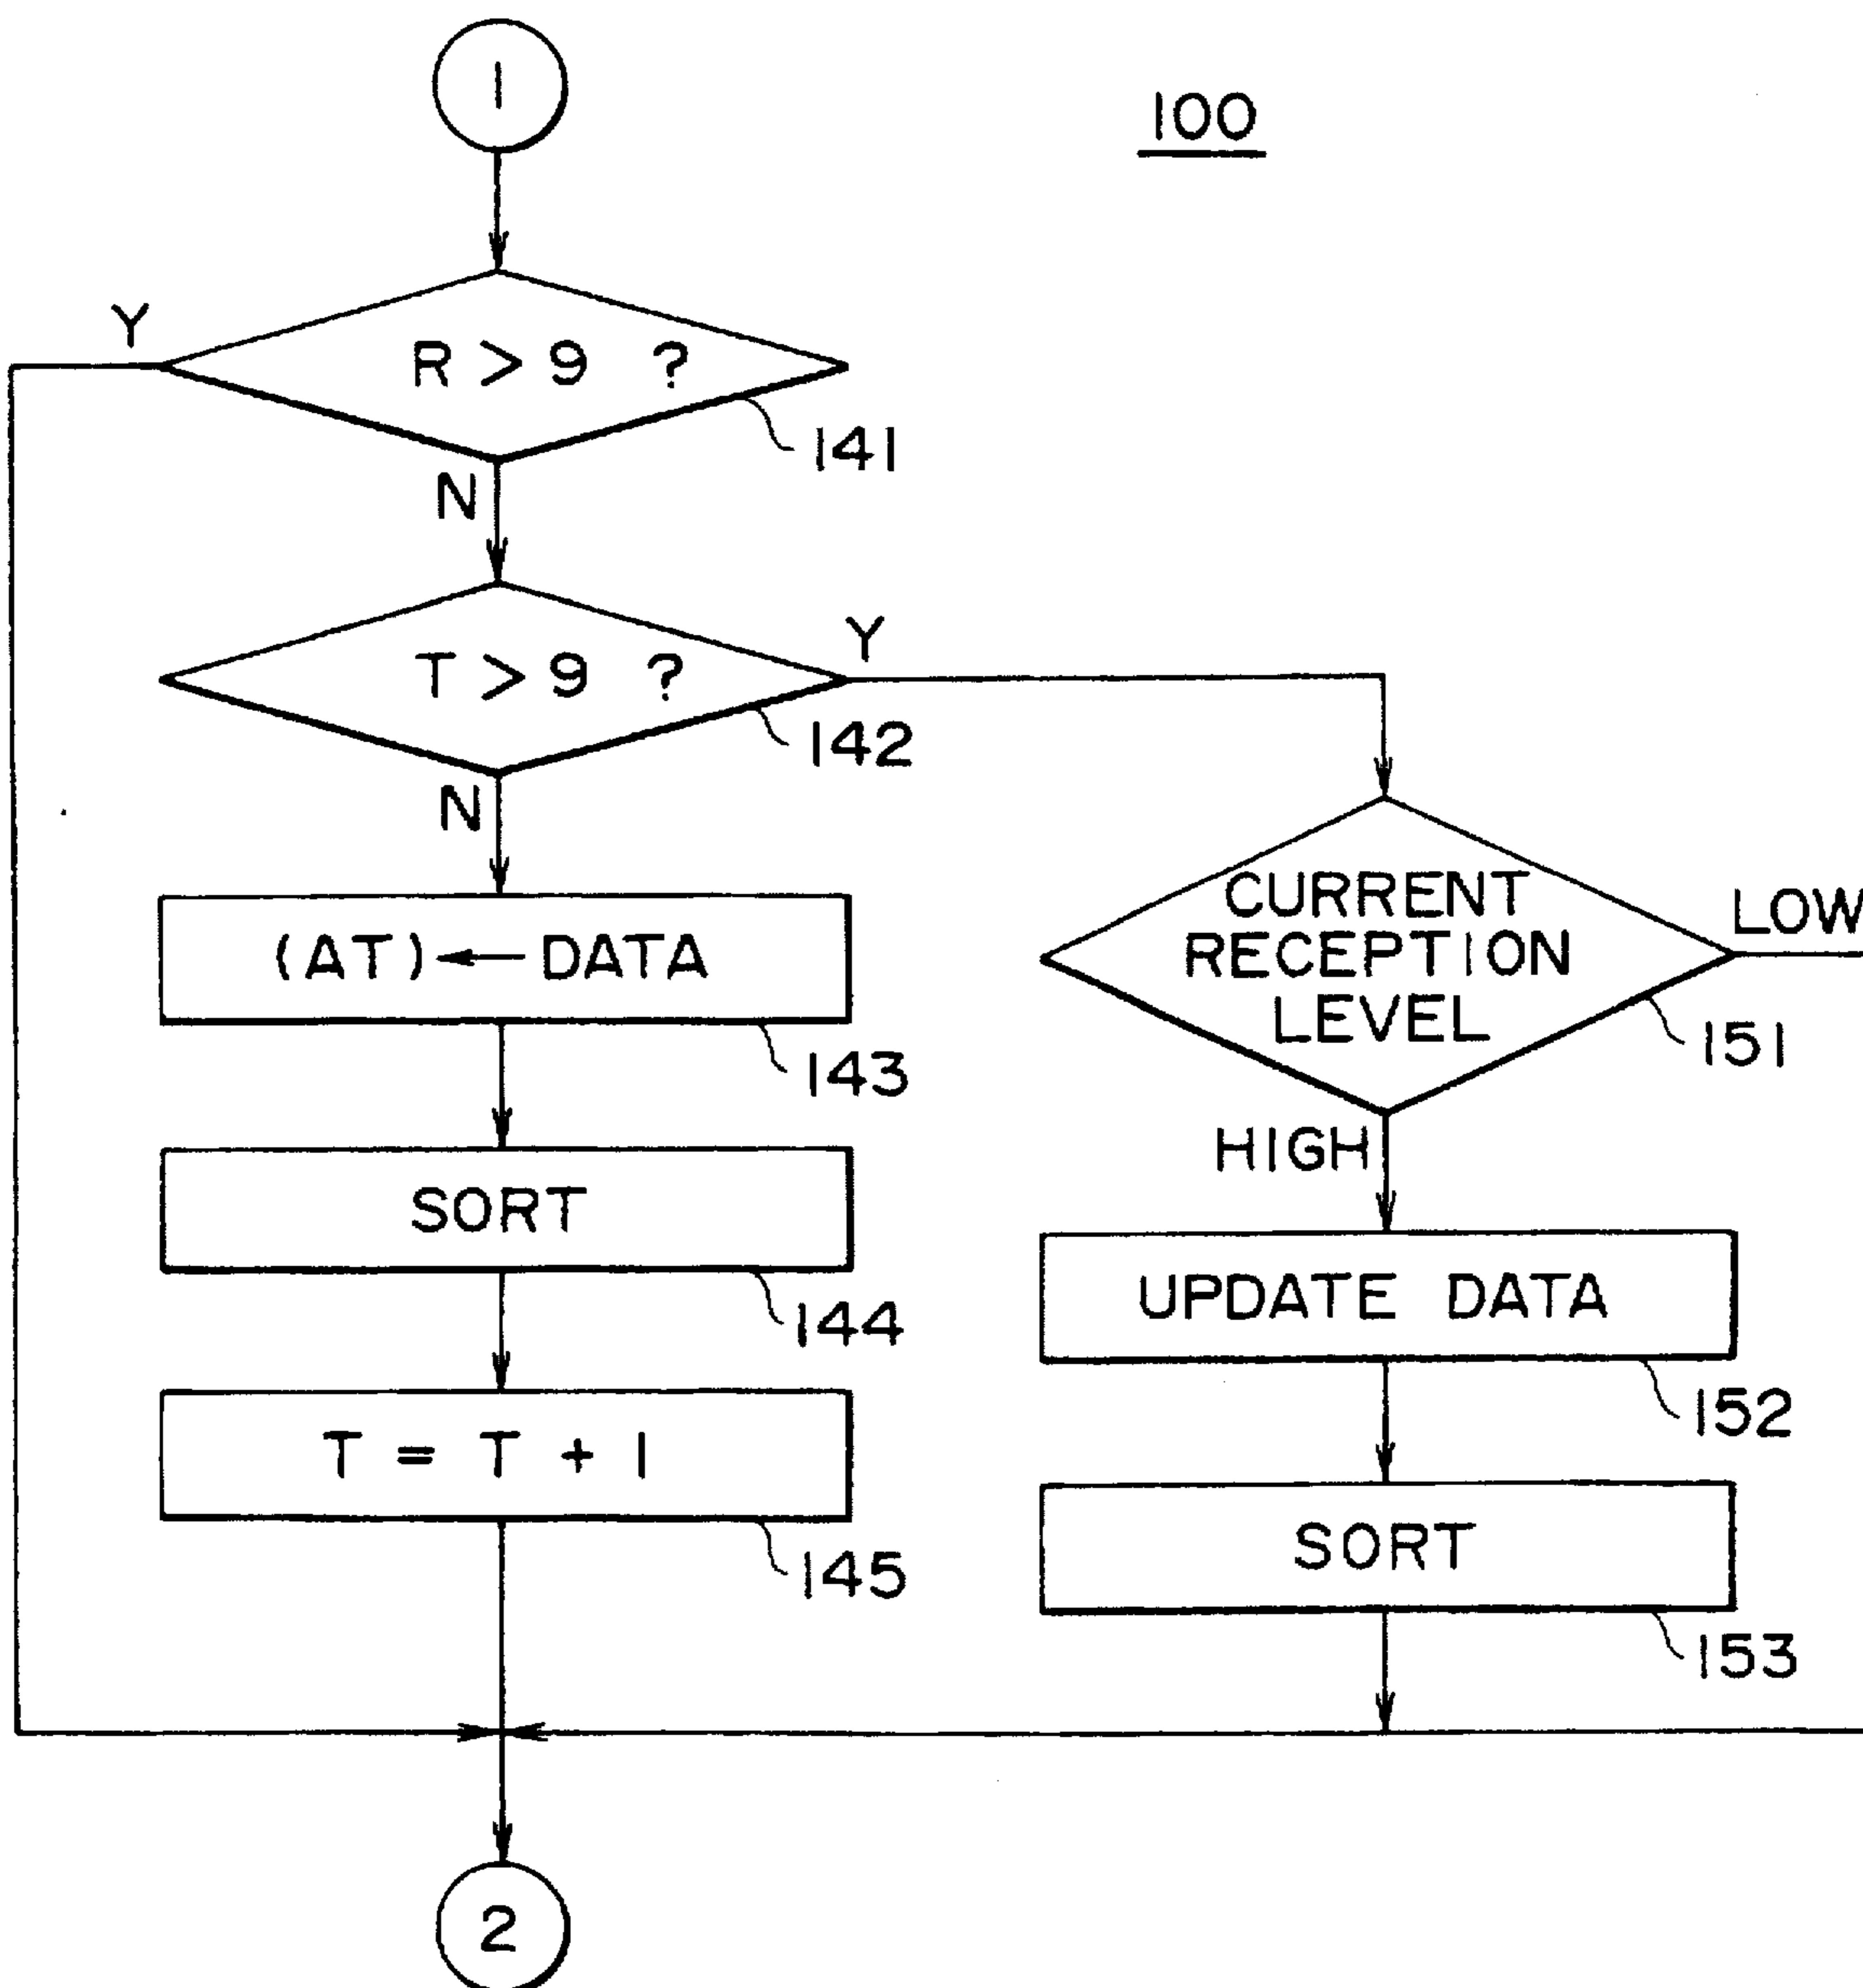 1
100
Y
R > 9 ?
141
N
T > 9 ?
Y
142
N
(AT) ← DATA
143
SORT
144
T = T + 1
145
CURRENT
RECEPTION
LEVEL
LOW
151
HIGH
UPDATE DATA
152
SORT
153
2